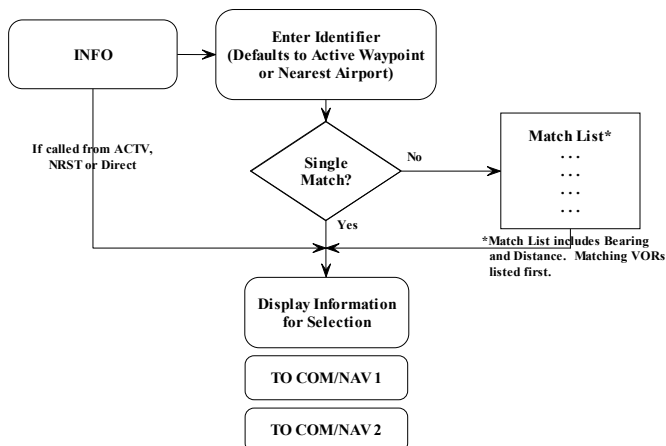 INFO
Enter Identifier
(Defaults to Active Waypoint
or Nearest Airport)
If called from ACTV,
NRST or Direct
Single
Match?
No
Yes
Match List*
...
...
...
...
*Match List includes Bearing
and Distance. Matching VORs
listed first.
Display Information
for Selection
TO COM/NAV 1
TO COM/NAV 2